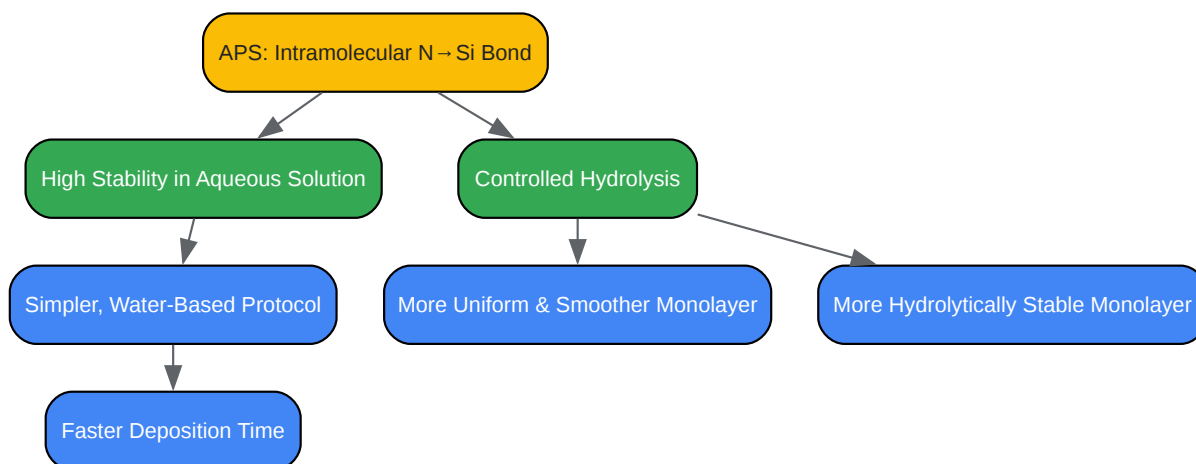 APS: Intramolecular N→Si Bond
High Stability in Aqueous Solution
Controlled Hydrolysis
Simpler, Water-Based Protocol
More Uniform & Smoother Monolayer
More Hydrolytically Stable Monolayer
Faster Deposition Time